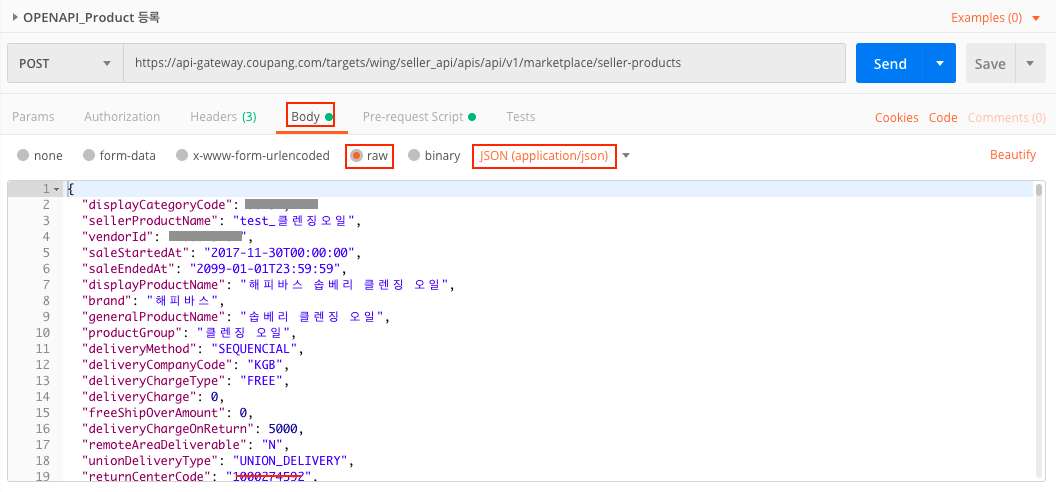 OPENAPI_Product 등록
Examples (0)
POST
https://api-gateway.coupang.com/targets/wing/seller_api/apis/api/v1/marketplace/seller-products
Send
Save
Params Authorization Headers (3) Body Pre-request Script Tests Cookies Code Comments (0)
none form-data x-www-form-urlencoded raw binary JSON (application/json) Beautify
1 {
2 "displayCategoryCode":
3 "sellerProductName": "test_클렌징오일",
4 "vendorId": ",
5 "saleStartedAt": "2017-11-30T00:00:00",
6 "saleEndedAt": "2099-01-01T23:59:59",
7 "displayProductName": "해피바스 솝베리 클렌징 오일",
8 "brand": "해피바스",
9 "generalProductName": "솝베리 클렌징 오일",
10 "productGroup": "클렌징 오일",
11 "deliveryMethod": "SEQUENCIAL",
12 "deliveryCompanyCode": "KGB",
13 "deliveryChargeType": "FREE",
14 "deliveryCharge": 0,
15 "freeShipOverAmount": 0,
16 "deliveryChargeOnReturn": 5000,
17 "remoteAreaDeliverable": "N",
18 "unionDeliveryType": "UNION_DELIVERY",
19 "returnCenterCode":